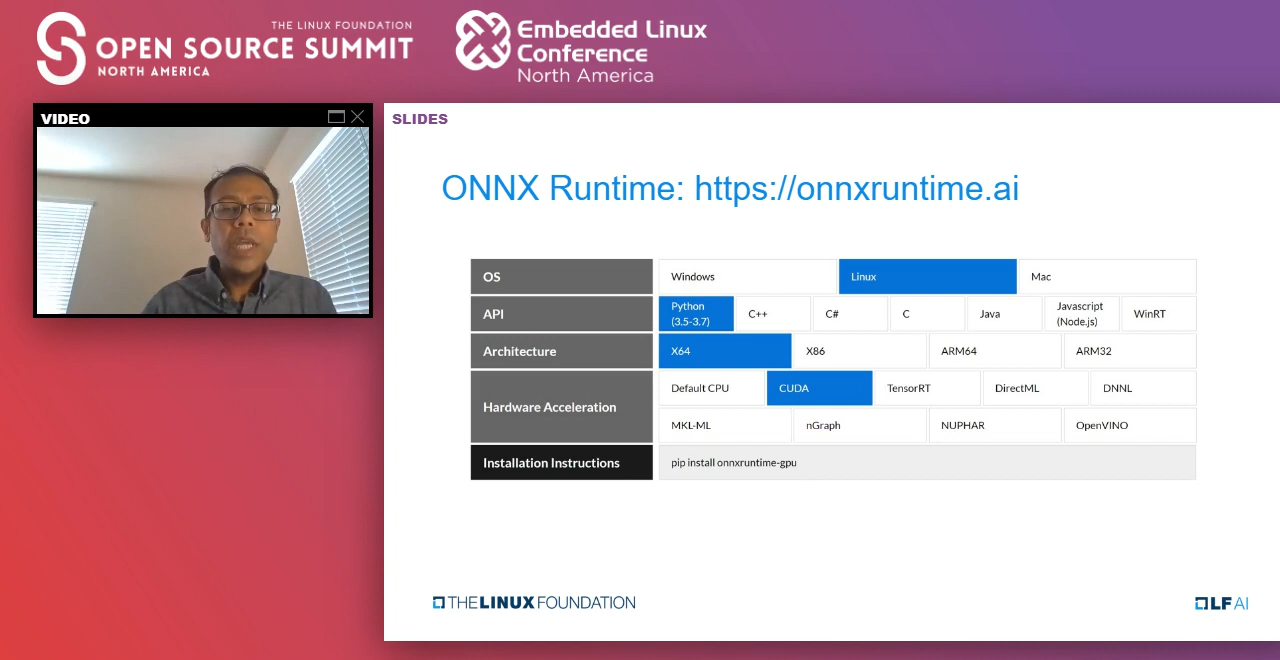 THE LINUX FOUNDATION
OPEN SOURCE SUMMIT
NORTH AMERICA
Embedded Linux
Conference
North America
VIDEO
SLIDES
ONNX Runtime: https://onnxruntime.ai
OS Windows Linux Mac
API Python (3.5-3.7) C++ C# C Java Javascript (Node.js) WinRT
Architecture X64 X86 ARM64 ARM32
Hardware Acceleration
Default CPU CUDA TensorRT DirectML DNNL
MKL-ML nGraph NUPHAR OpenVINO
Installation Instructions pip install onnxruntime-gpu
THE LINUX FOUNDATION
LF AI